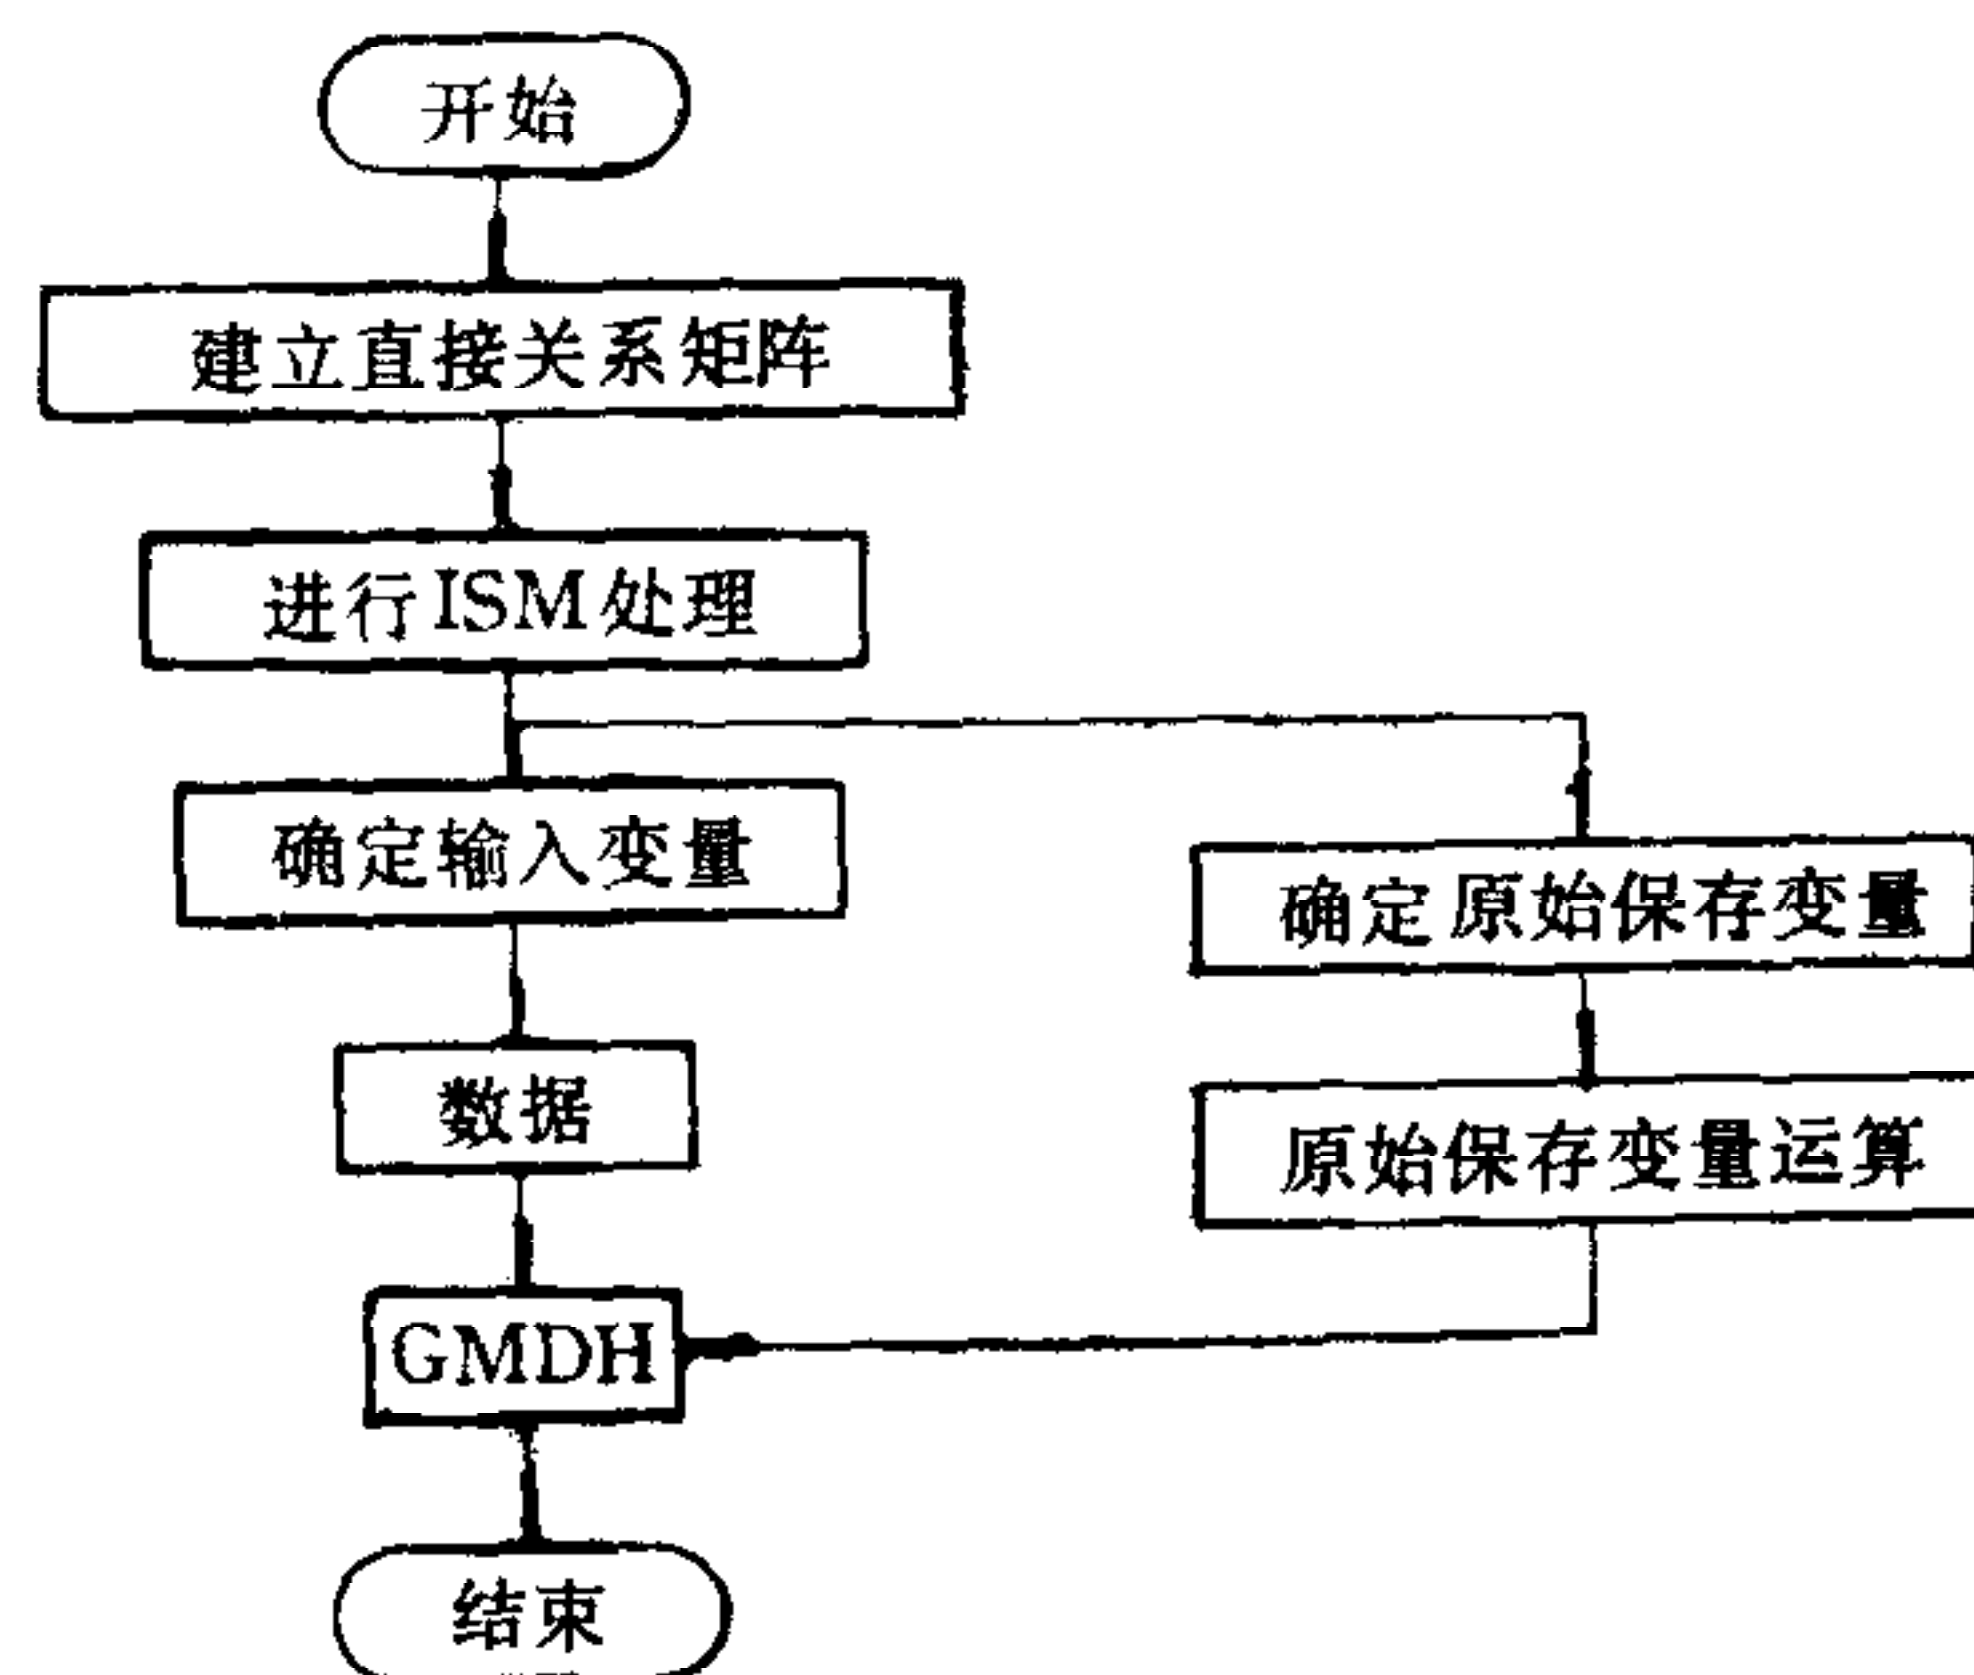 开始
建立直接关系矩阵
进行ISM处理
确定输入变量
确定原始保存变量
数据
原始保存变量运算
GMDH
结束